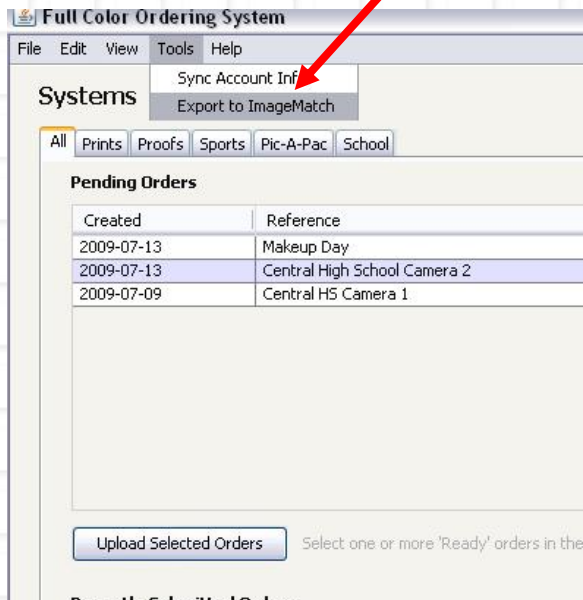 Full Color Ordering System
File Edit View Tools Help
Sync Account Inf
Systems
Export to ImageMatch
All Prints Proofs Sports Pic-A-Pac School
Pending Orders
Created Reference
2009-07-13 Makeup Day
2009-07-13 Central High School Camera 2
2009-07-09 Central HS Camera 1
Upload Selected Orders Select one or more 'Ready' orders in the